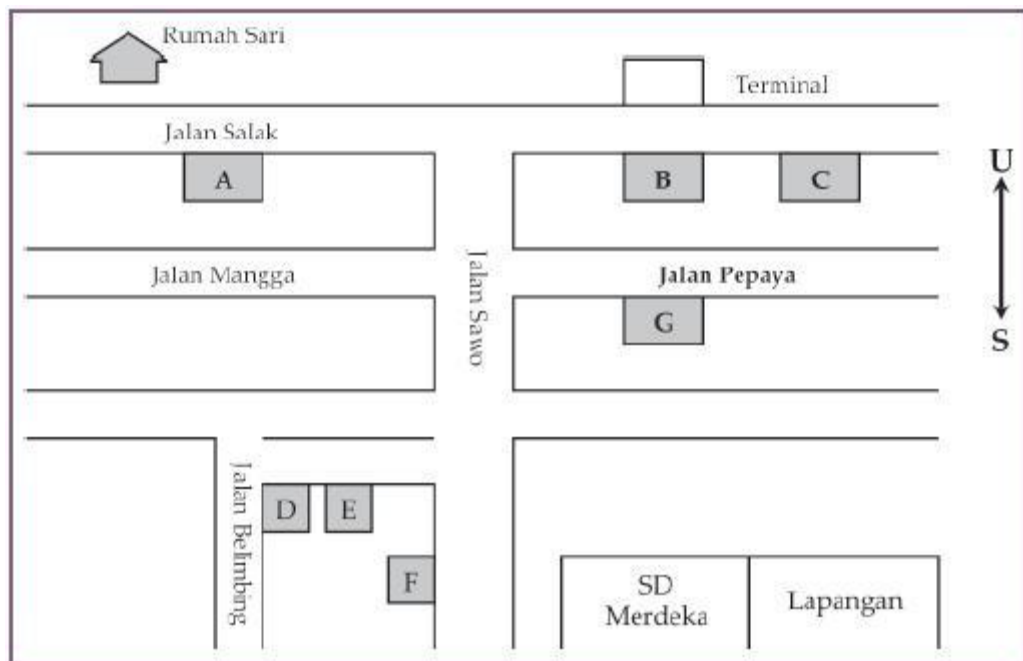 Rumah Sari
Terminal
Jalan Salak
A
B
C
U
Jalan Mangga
Jalan Sawo
Jalan Pepaya
G
S
Jalan Belimbing
D
E
F
SD
Merdeka
Lapangan